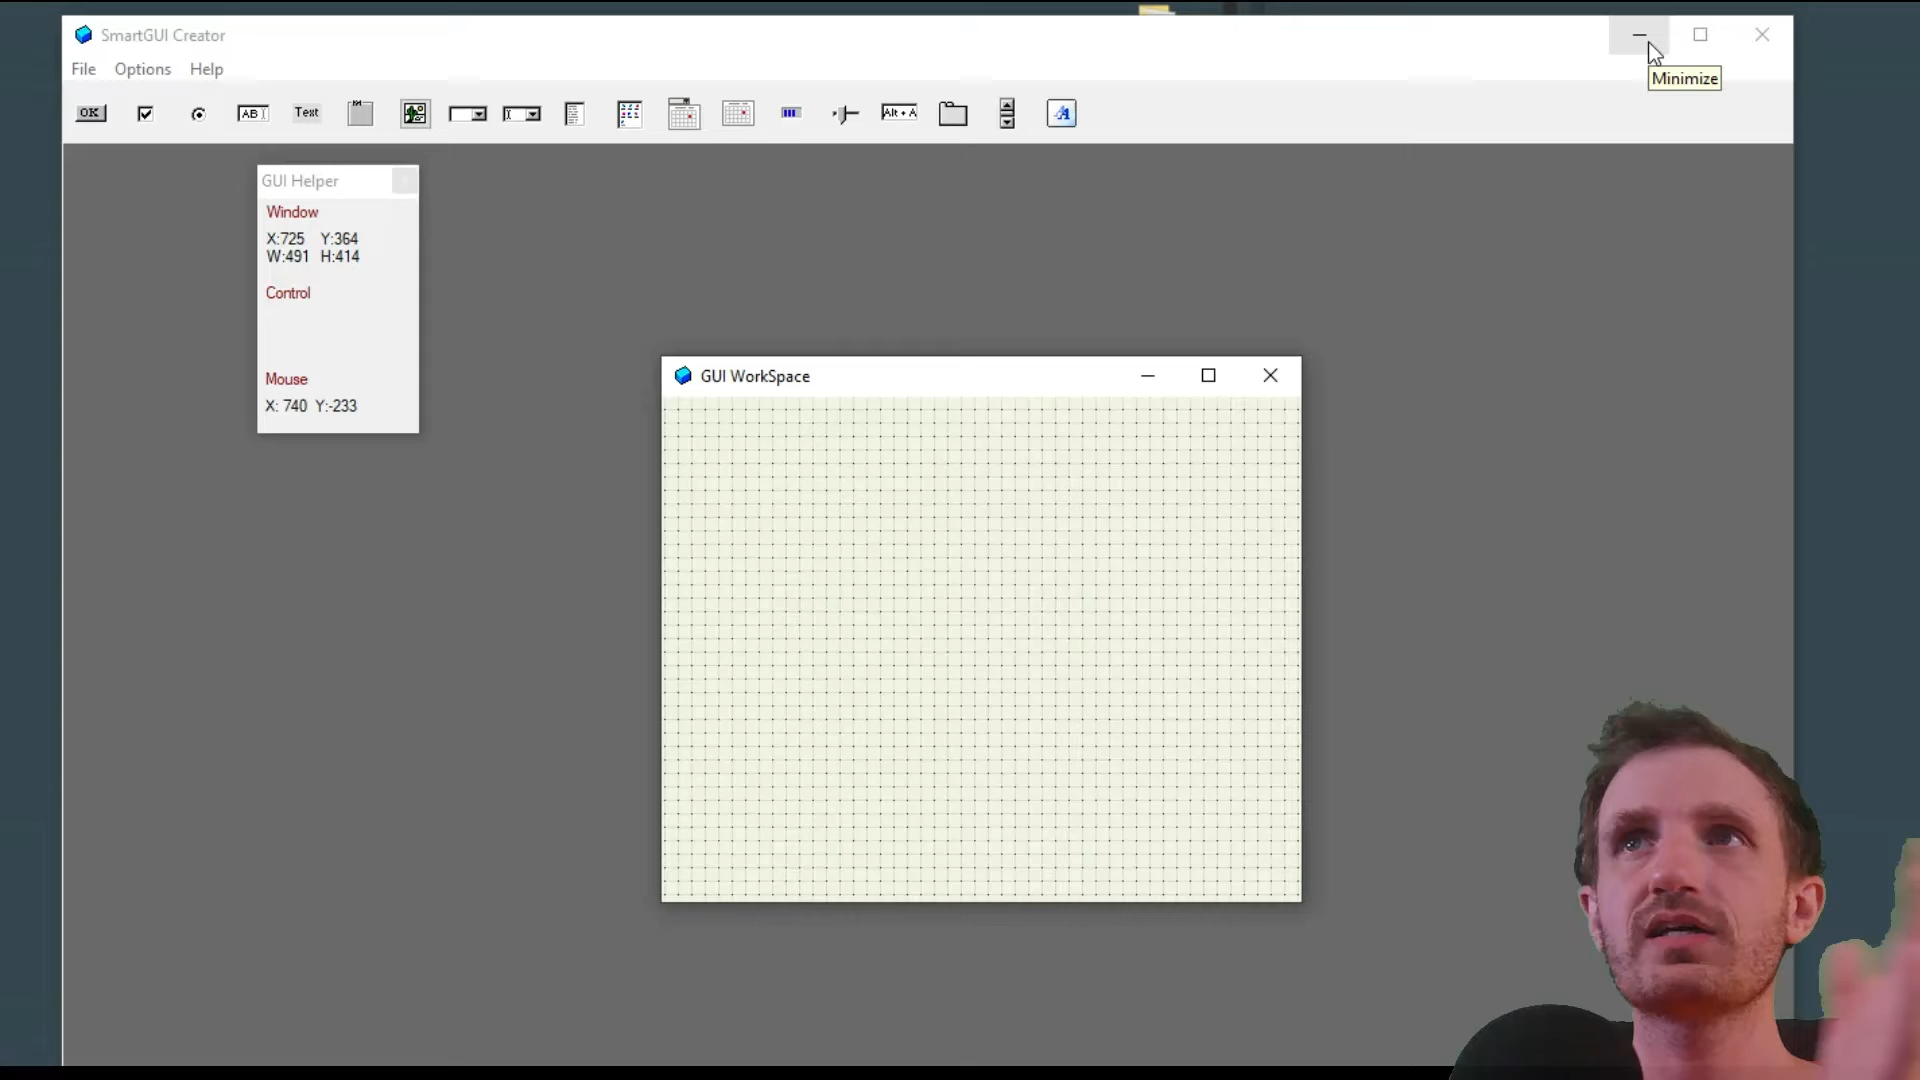 SmartGUI Creator
File Options Help
Minimize
OK AB Text Alt+A A
GUI Helper
Window
X:725 Y:364
W:491 H:414
Control
Mouse
X: 740 Y:-233
GUI WorkSpace